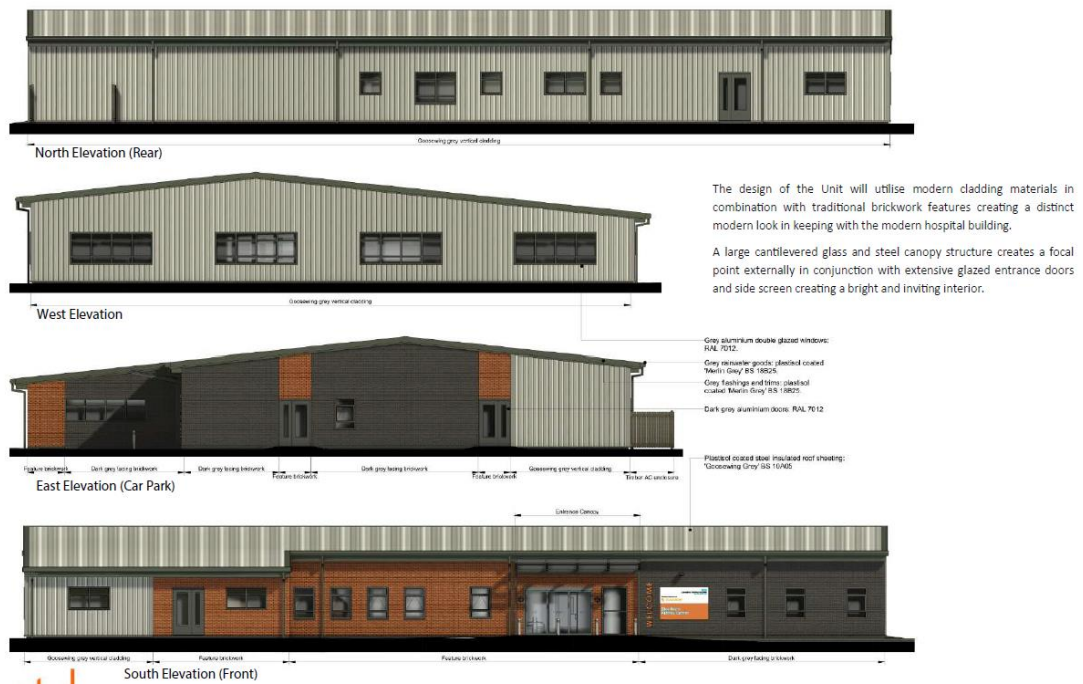 Goosewing grey vertical cladding
North Elevation (Rear)
The design of the Unit will utilise modern cladding materials in
combination with traditional brickwork features creating a distinct
modern look in keeping with the modern hospital building.
A large cantilevered glass and steel canopy structure creates a focal
point externally in conjunction with extensive glazed entrance doors
and side screen creating a bright and inviting interior.
Goosewing grey vertical cladding
West Elevation
Grey aluminium double glazed windows:
RAL 7012.
Grey rainwater goods: plastisol coated
'Merlin Grey' BS 18B25.
Grey flashings and trims: plastisol
coated 'Merlin Grey' BS 18B25.
Dark grey aluminium doors: RAL 7012
Feature brickwork
Dark grey facing brickwork
Dark grey facing brickwork
Feature brickwork
Dark grey facing brickwork
Feature brickwork
Goosewing grey vertical cladding
Timber AC enclosure
East Elevation (Car Park)
Plastisol coated steel insulated roof sheeting:
'Goosewing Grey' BS 10A05
Entrance Canopy
WELCOME
Goosewing grey vertical cladding
Feature brickwork
Feature brickwork
Dark grey facing brickwork
South Elevation (Front)